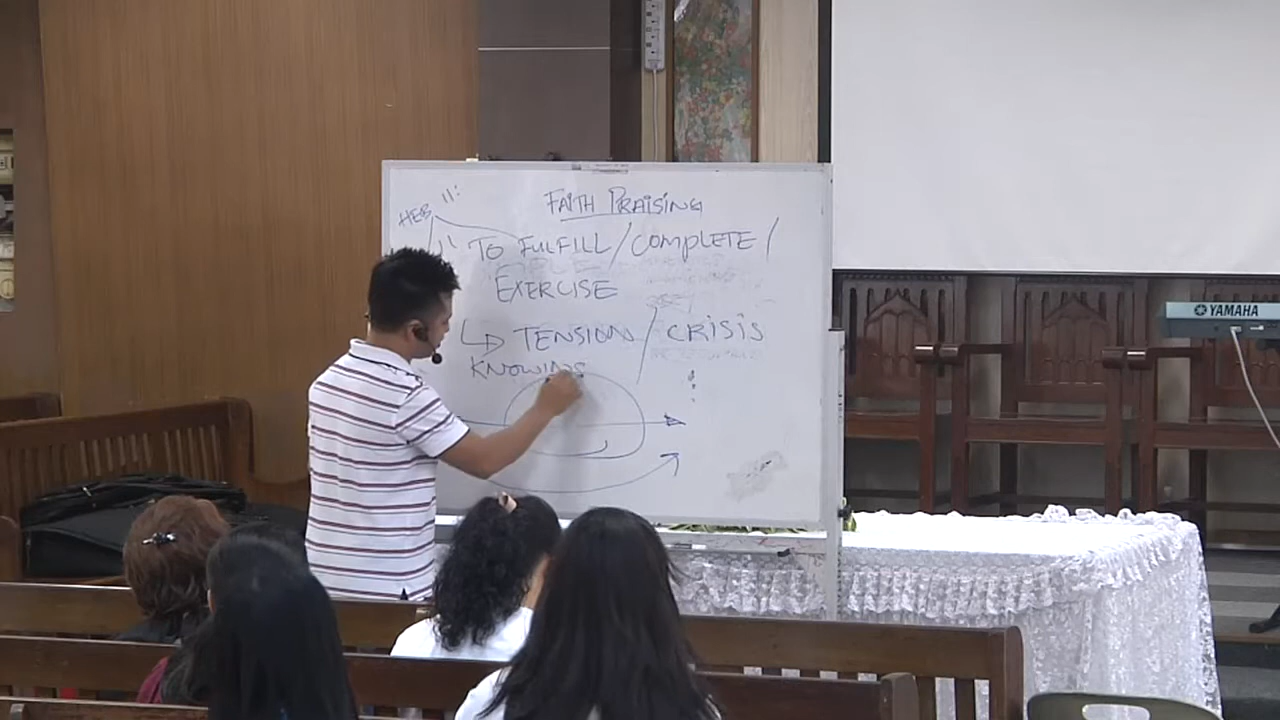 FAITH PRAISING
HEB 11:
TO FULFILL / COMPLETE /
EXERCISE
TENSION / CRISIS
KNOWING
YAMAHA